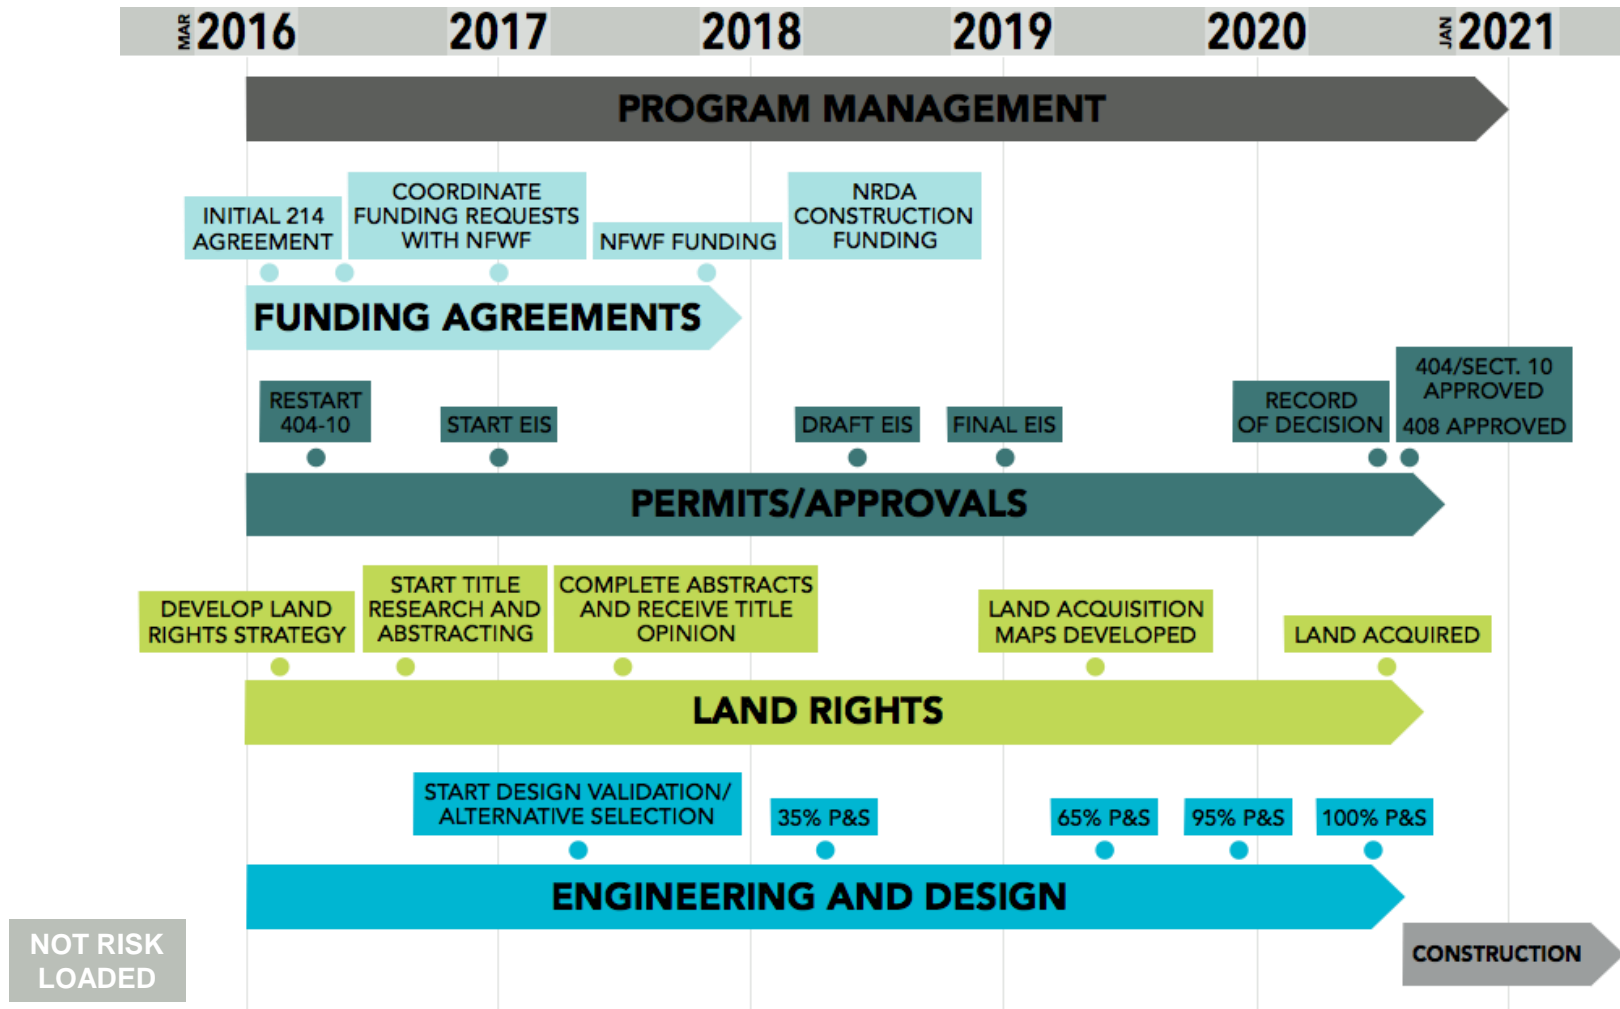 MAR 2016 2017 2018 2019 2020 JAN 2021
PROGRAM MANAGEMENT
INITIAL 214
AGREEMENT
COORDINATE
FUNDING REQUESTS
WITH NFWF
NFWF FUNDING
NRDA
CONSTRUCTION
FUNDING
FUNDING AGREEMENTS
RESTART
404-10
START EIS
DRAFT EIS
FINAL EIS
RECORD
OF DECISION
404/SECT. 10
APPROVED
408 APPROVED
PERMITS/APPROVALS
DEVELOP LAND
RIGHTS STRATEGY
START TITLE
RESEARCH AND
ABSTRACTING
COMPLETE ABSTRACTS
AND RECEIVE TITLE
OPINION
LAND ACQUISITION
MAPS DEVELOPED
LAND ACQUIRED
LAND RIGHTS
START DESIGN VALIDATION/
ALTERNATIVE SELECTION
35% P&S
65% P&S
95% P&S
100% P&S
ENGINEERING AND DESIGN
NOT RISK
LOADED
CONSTRUCTION